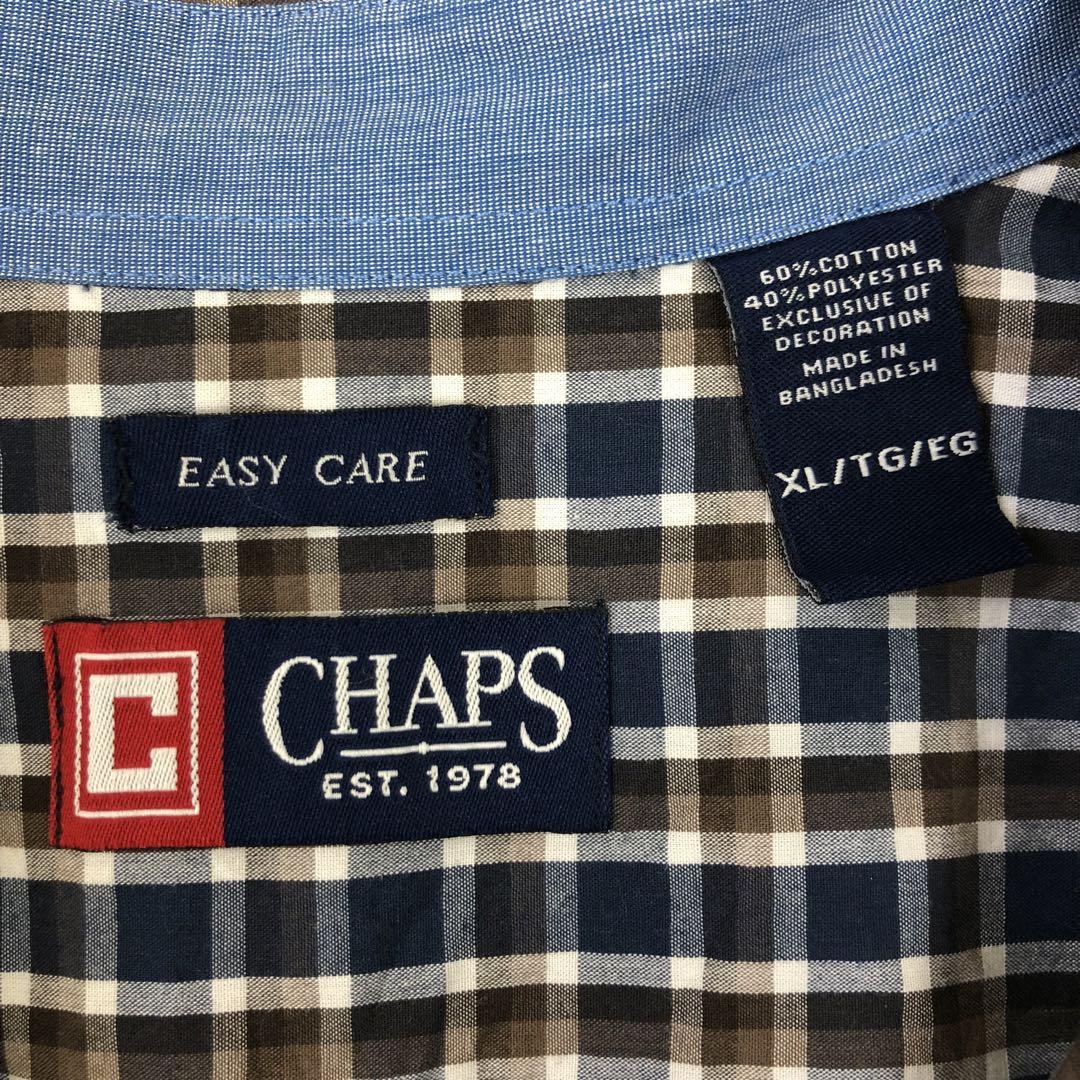 60%COTTON
40%POLYESTER
EXCLUSIVE OF
DECORATION
MADE IN
BANGLADESH
XL/TG/EG
EASY CARE
C
CHAPS
EST. 1978